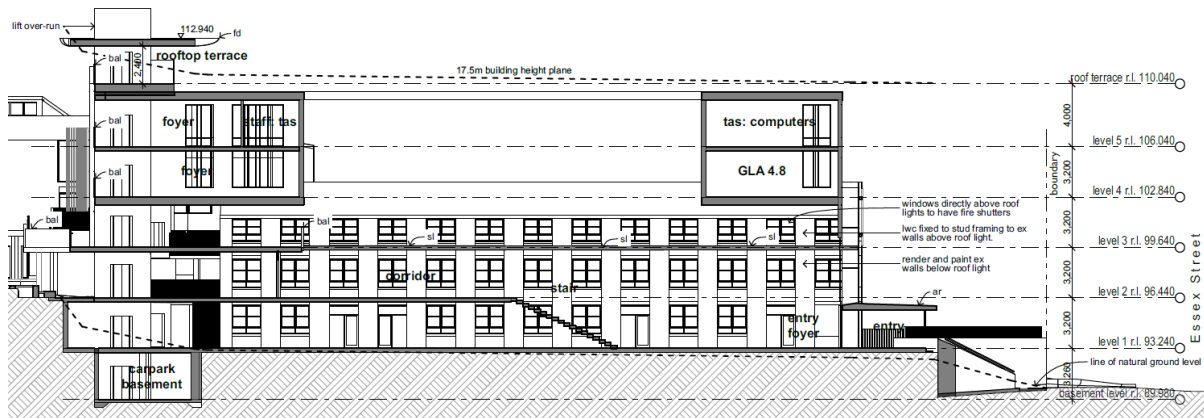 lift over-run
112.940
fd
bal
rooftop terrace
2,400
17.5m building height plane
roof terrace r.l. 110.040
foyer
staff: tas
tas: computers
4,000
bal
level 5 r.l. 106.040
foyer
GLA 4.8
boundary
3,200
bal
level 4 r.l. 102.840
windows directly above roof
lights to have fire shutters
bal
bal
3,200
sl
sl
sl
lwc fixed to stud framing to ex
walls above roof light.
level 3 r.l. 99.640
render and paint ex
walls below roof light
corridor
3,200
stair
ar
level 2 r.l. 96.440
Essex Street
entry
foyer
entry
3,200
level 1 r.l. 93.240
carpark
basement
line of natural ground level
3,260
basement level r.l. 89.980